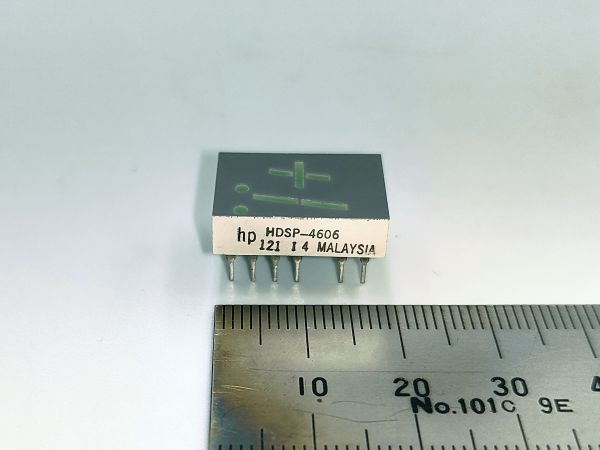 hp HDSP-4606
121 I 4 MALAYSIA
10 20 30
No.101C 9E